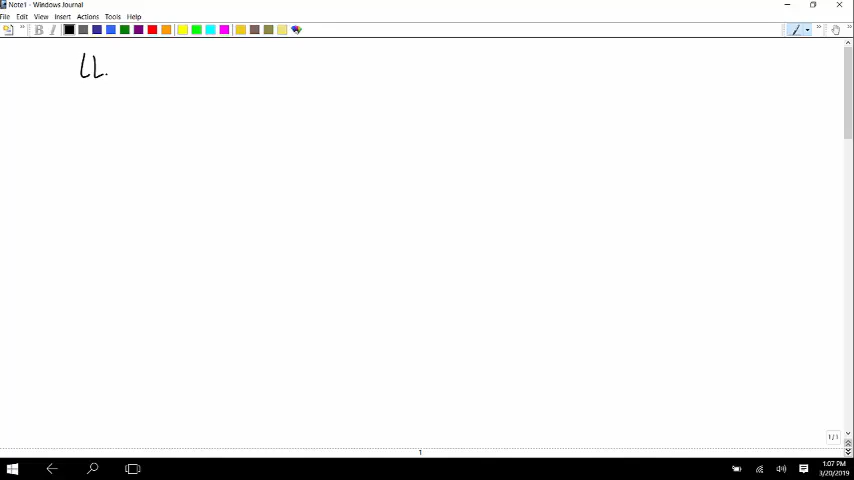 Note1 - Windows Journal
File Edit View Insert Actions Tools Help
B I
LL.
1/1
1
1:07 PM
3/20/2019